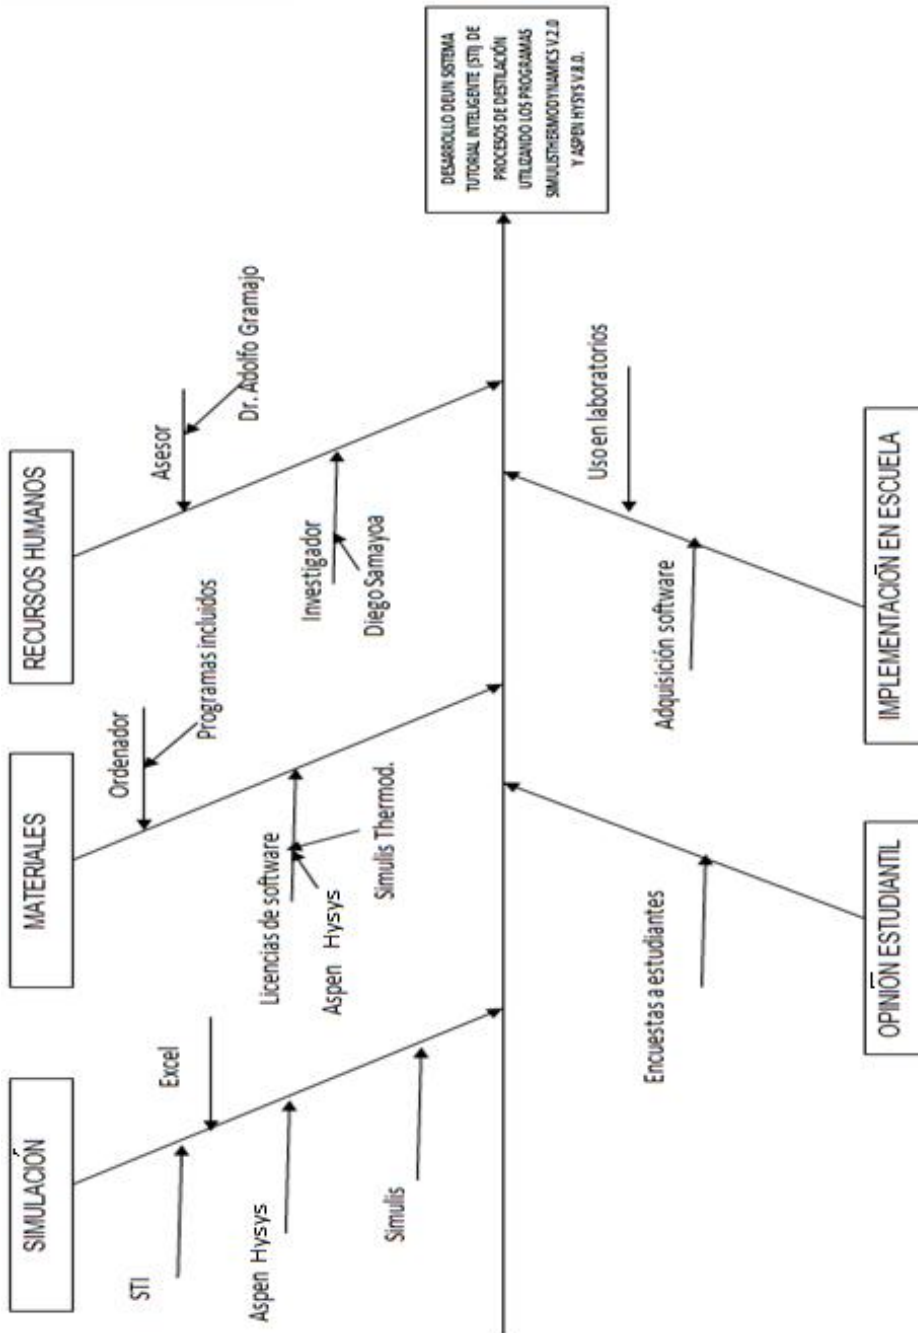 SIMULACIÓN
MATERIALES
RECURSOS HUMANOS
STI
Excel
Aspen Hysys
Simulis
Ordenador
Programas incluidos
Licencias de software
Aspen Hysys
Simulis Thermod.
Asesor
Dr. Adolfo Gramajo
Investigador
Diego Samayoa
DESARROLLO DEUN SISTEMA
TUTORIAL INTELIGENTE (STI) DE
PROCESOS DE DESTILACIÓN
UTILIZANDO LOS PROGRAMAS
SIMULISTHERMODYNAMICS V.2.0
Y ASPEN HYSYS V.8.0.
Encuestas a estudiantes
Adquisición software
Uso en laboratorios
OPINIÓN ESTUDIANTIL
IMPLEMENTACIÓN EN ESCUELA